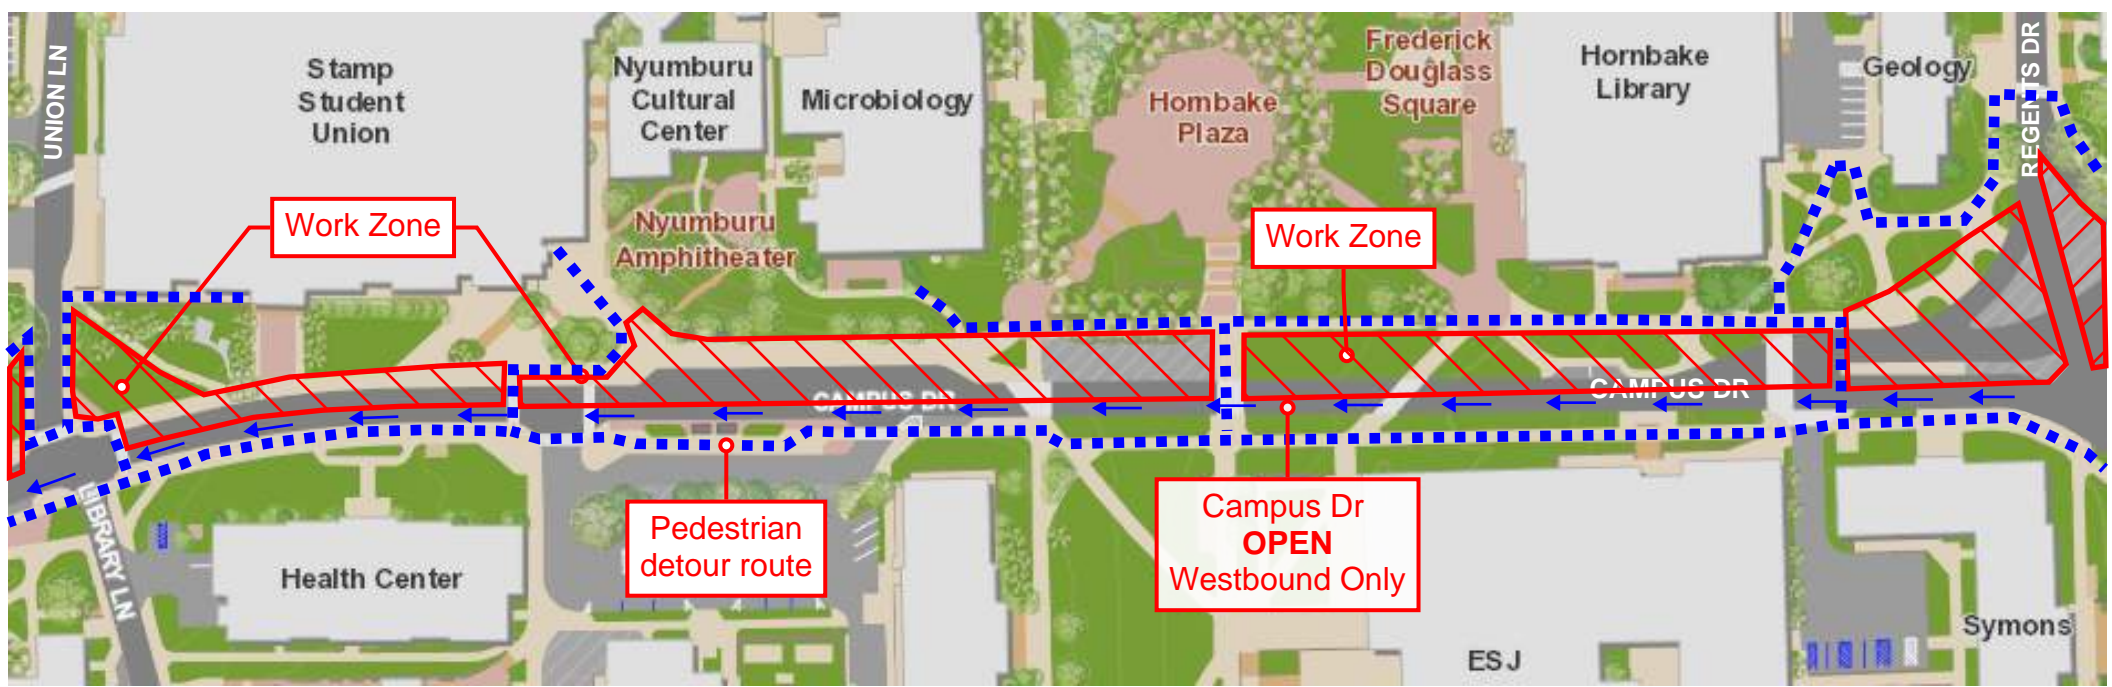 UNION LN
Stamp
Student
Union
Nyumburu
Cultural
Center
Microbiology
Hornbake
Plaza
Frederick
Douglass
Square
Hornbake
Library
Geology
REGENTS DR
Work Zone
Nyumburu
Amphitheater
Work Zone
CAMPUS DR
CAMPUS DR
LIBRARY LN
Health Center
Pedestrian
detour route
Campus Dr
OPEN
Westbound Only
ESJ
Symons